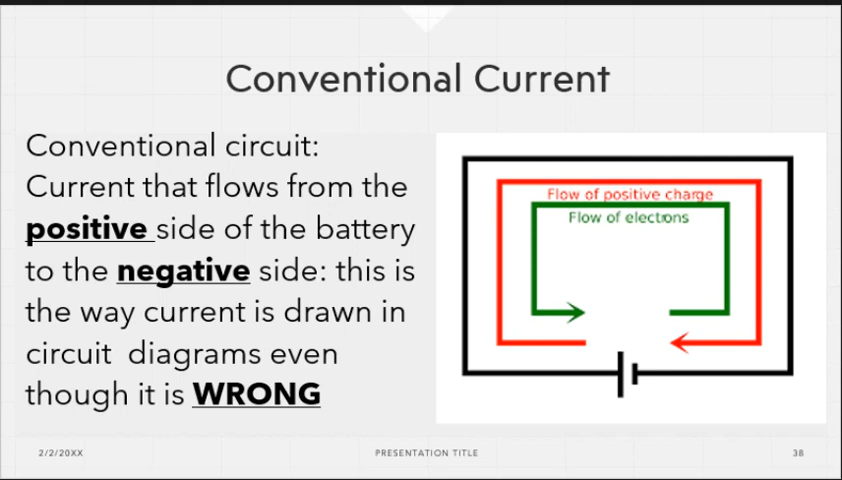 Conventional Current
Conventional circuit:
Current that flows from the
positive side of the battery
to the negative side: this is
the way current is drawn in
circuit diagrams even
though it is WRONG
Flow of positive charge
Flow of electrons
2/2/20XX
PRESENTATION TITLE
38